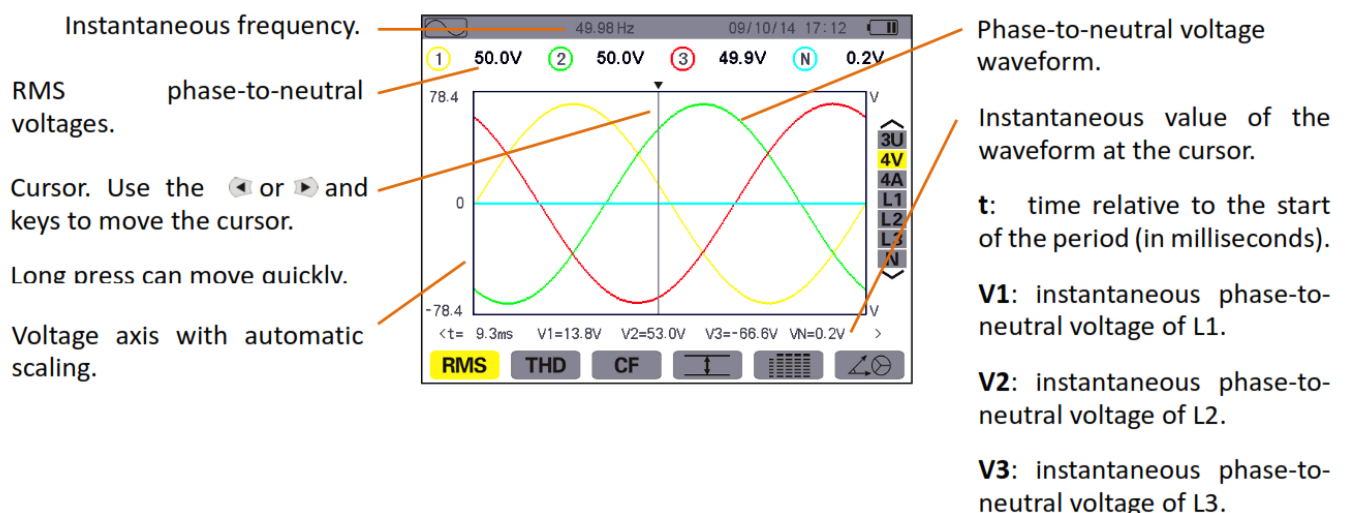 Instantaneous frequency.
RMS phase-to-neutral
voltages.
Cursor. Use the or and
keys to move the cursor.
Long press can move quickly.
Voltage axis with automatic
scaling.
49.98 Hz 09/10/14 17:12
1 50.0V 2 50.0V 3 49.9V N 0.2V
78.4 V
0
-78.4 V
3U
4V
4A
L1
L2
L3
N
<t= 9.3ms V1=13.8V V2=53.0V V3=-66.6V VN=0.2V >
RMS THD CF
Phase-to-neutral voltage
waveform.
Instantaneous value of the
waveform at the cursor.
t: time relative to the start
of the period (in milliseconds).
V1: instantaneous phase-to-
neutral voltage of L1.
V2: instantaneous phase-to-
neutral voltage of L2.
V3: instantaneous phase-to-
neutral voltage of L3.